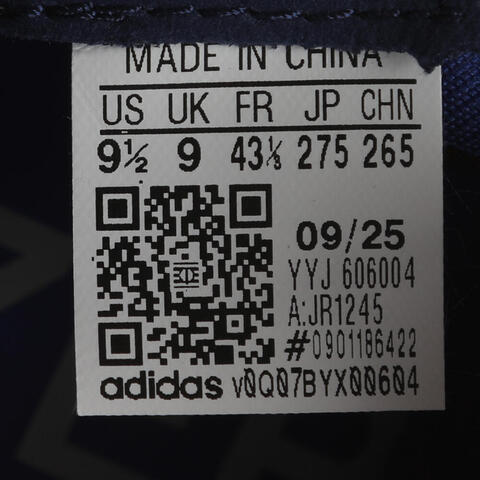 MADE IN CHINA
US UK FR JP CHN
9½ 9 43⅓ 275 265
09/25
YYJ 606004
A:JR1245
#0901186422
adidas v0Q07BYX00604